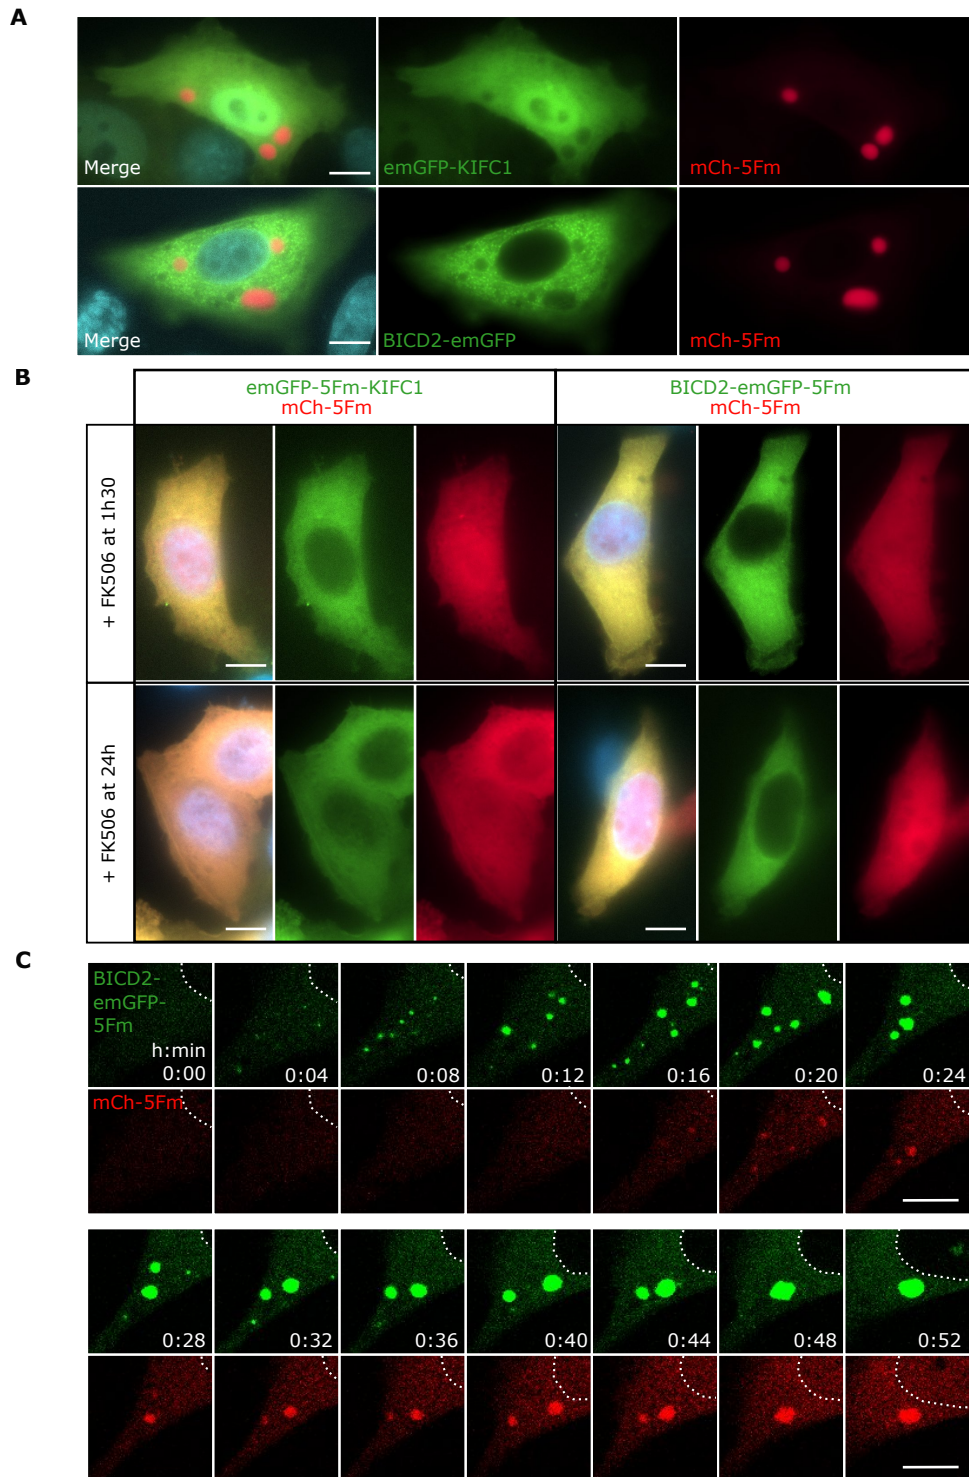 A
Merge
emGFP-KIFC1
mCh-5Fm
Merge
BICD2-emGFP
mCh-5Fm
B
emGFP-5Fm-KIFC1
mCh-5Fm
BICD2-emGFP-5Fm
mCh-5Fm
+ FK506 at 1h30
+ FK506 at 24h
C
BICD2-
emGFP-
5Fm
h:min
0:00
0:04
0:08
0:12
0:16
0:20
0:24
mCh-5Fm
0:28
0:32
0:36
0:40
0:44
0:48
0:52